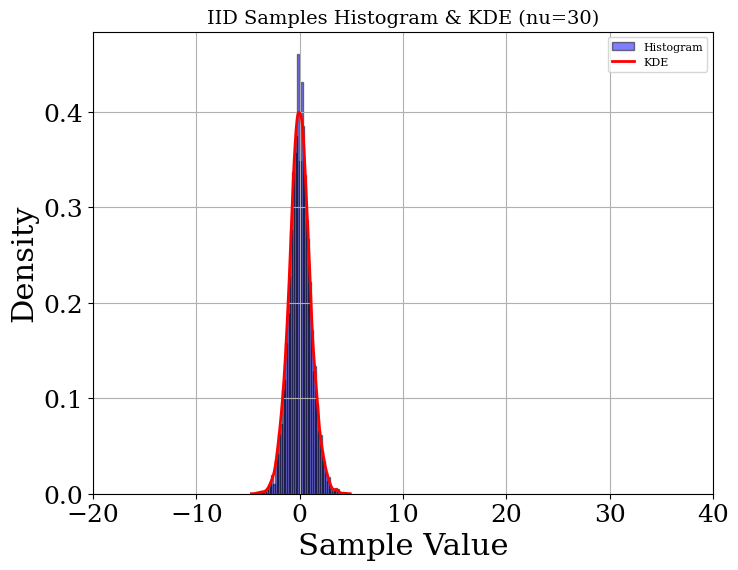 IID Samples Histogram & KDE (nu=30)
Histogram
KDE
0.4
0.3
0.2
0.1
0.0
Density
−20
−10
0
10
20
30
40
Sample Value